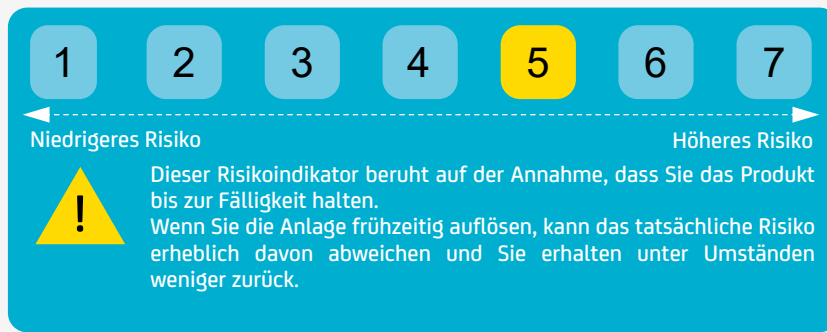 1 2 3 4 5 6 7
Niedrigeres Risiko Höheres Risiko
Dieser Risikoindikator beruht auf der Annahme, dass Sie das Produkt
bis zur Fälligkeit halten.
!
Wenn Sie die Anlage frühzeitig auflösen, kann das tatsächliche Risiko
erheblich davon abweichen und Sie erhalten unter Umständen
weniger zurück.